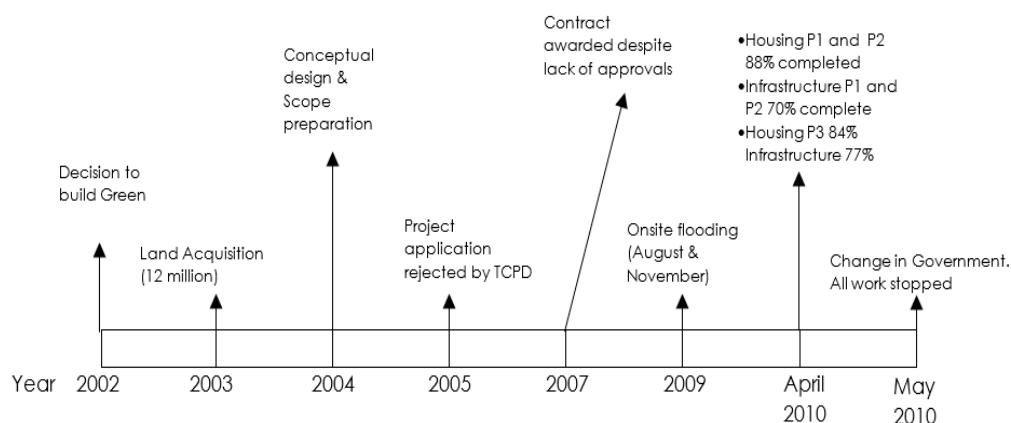 Decision to
build Green
Land Acquisition
(12 million)
Conceptual
design &
Scope
preparation
Project
application
rejected by TCPD
Contract
awarded despite
lack of approvals
Onsite flooding
(August &
November)
•Housing P1 and P2
88% completed
•Infrastructure P1 and
P2 70% complete
•Housing P3 84%
Infrastructure 77%
Change in Government.
All work stopped
Year 2002 2003 2004 2005 2007 2009 April 2010 May 2010